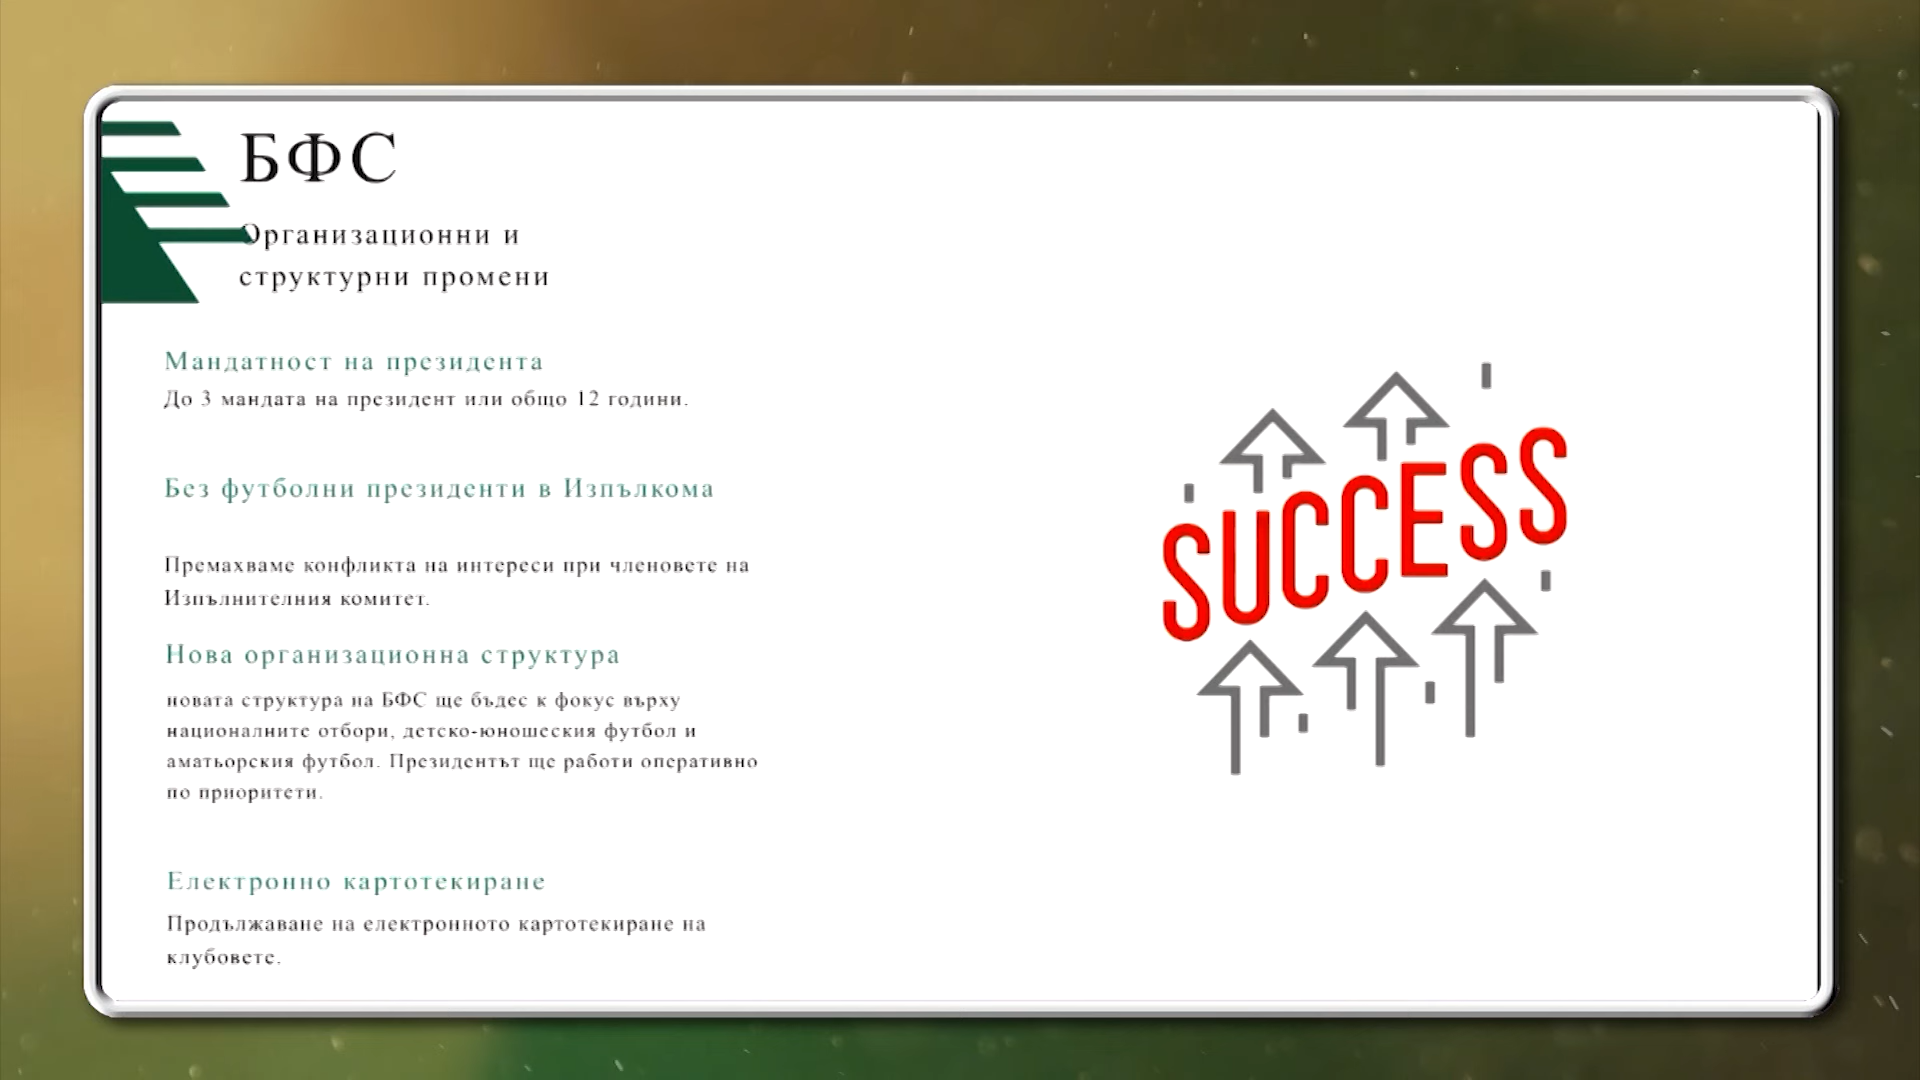 БФС
Организационни и
структурни промени
Мандатност на президента
До 3 мандата на президент или общо 12 години.
Без футболни президенти в Изпълкома
Премахваме конфликта на интереси при членовете на
Изпълнителния комитет.
Нова организационна структура
новата структура на БФС ще бъдес к фокус върху
националните отбори, детско-юношеския футбол и
аматьорския футбол. Президентът ще работи оперативно
по приоритети.
Електронно картотекиране
Продължаване на електронното картотекиране на
клубовете.
SUCCESS